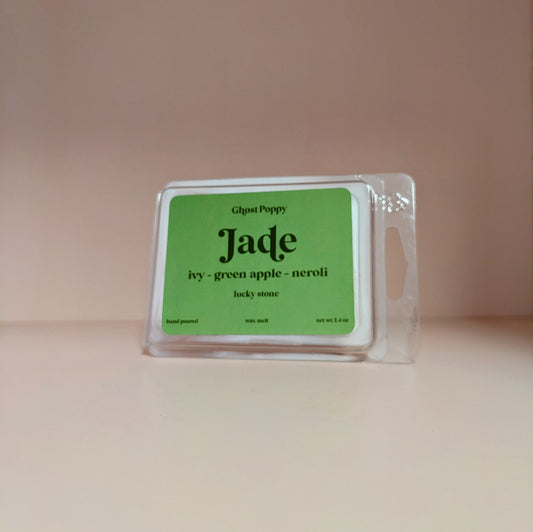 Ghost Poppy
Jade
ivy - green apple - neroli
lucky stone
hand poured wax melt net wt 2.4 oz